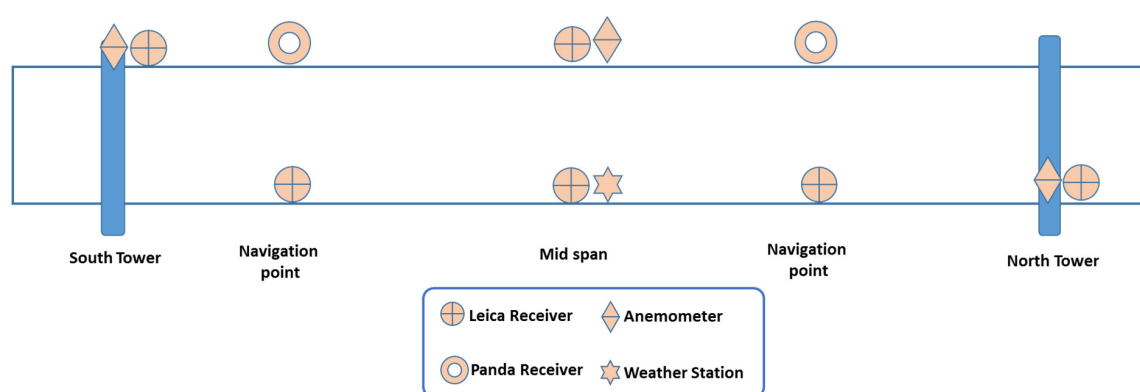 South Tower
Navigation
point
Mid span
Navigation
point
North Tower
Leica Receiver
Anemometer
Panda Receiver
Weather Station